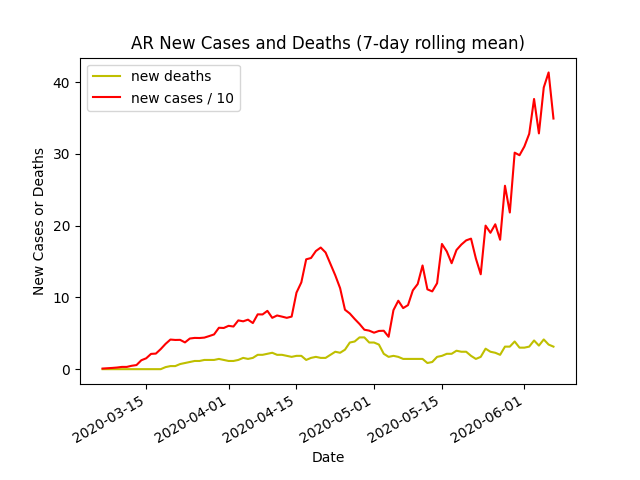 AR New Cases and Deaths (7-day rolling mean)
new deaths
new cases / 10
40
30
20
10
0
New Cases or Deaths
2020-03-15
2020-04-01
2020-04-15
2020-05-01
2020-05-15
2020-06-01
Date